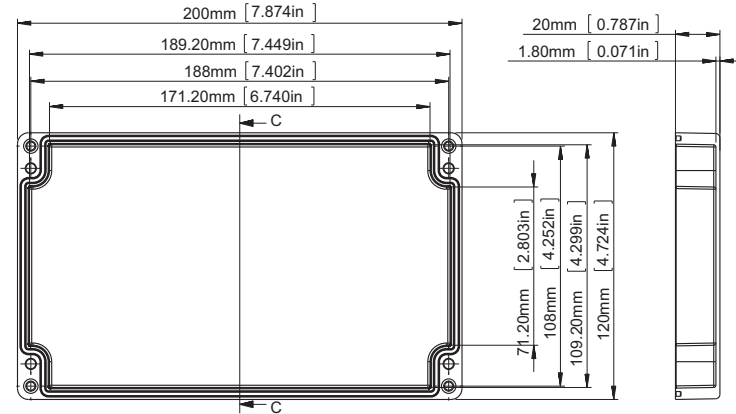 200mm [7.874in]
20mm [0.787in]
189.20mm [7.449in]
1.80mm [0.071in]
188mm [7.402in]
171.20mm [6.740in]
C
71.20mm [2.803in]
108mm [4.252in]
109.20mm [4.299in]
120mm [4.724in]
C